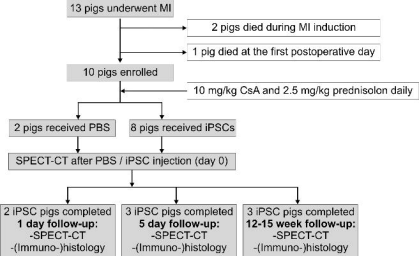 13 pigs underwent MI
2 pigs died during MI induction
1 pig died at the first postoperative day
10 pigs enrolled
10 mg/kg CsA and 2.5 mg/kg prednisolon daily
2 pigs received PBS
8 pigs received iPSCs
SPECT-CT after PBS / iPSC injection (day 0)
2 iPSC pigs completed
1 day follow-up:
-SPECT-CT
-(Immuno-)histology
3 iPSC pigs completed
5 day follow-up:
-SPECT-CT
-(Immuno-)histology
3 iPSC pigs completed
12-15 week follow-up:
-SPECT-CT
-(Immuno-)histology